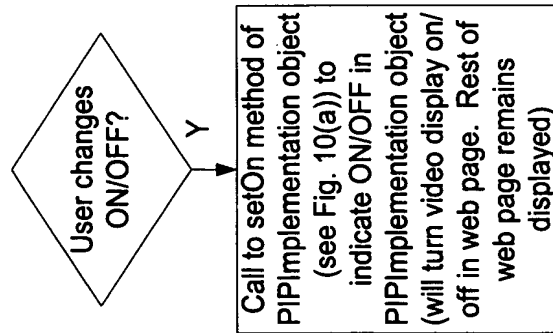 User changes
ON/OFF?
Y
Call to setOn method of
PIPImplementation object
(see Fig. 10(a)) to
indicate ON/OFF in
PIPImplementation object
(will turn video display on/
off in web page. Rest of
web page remains
displayed)